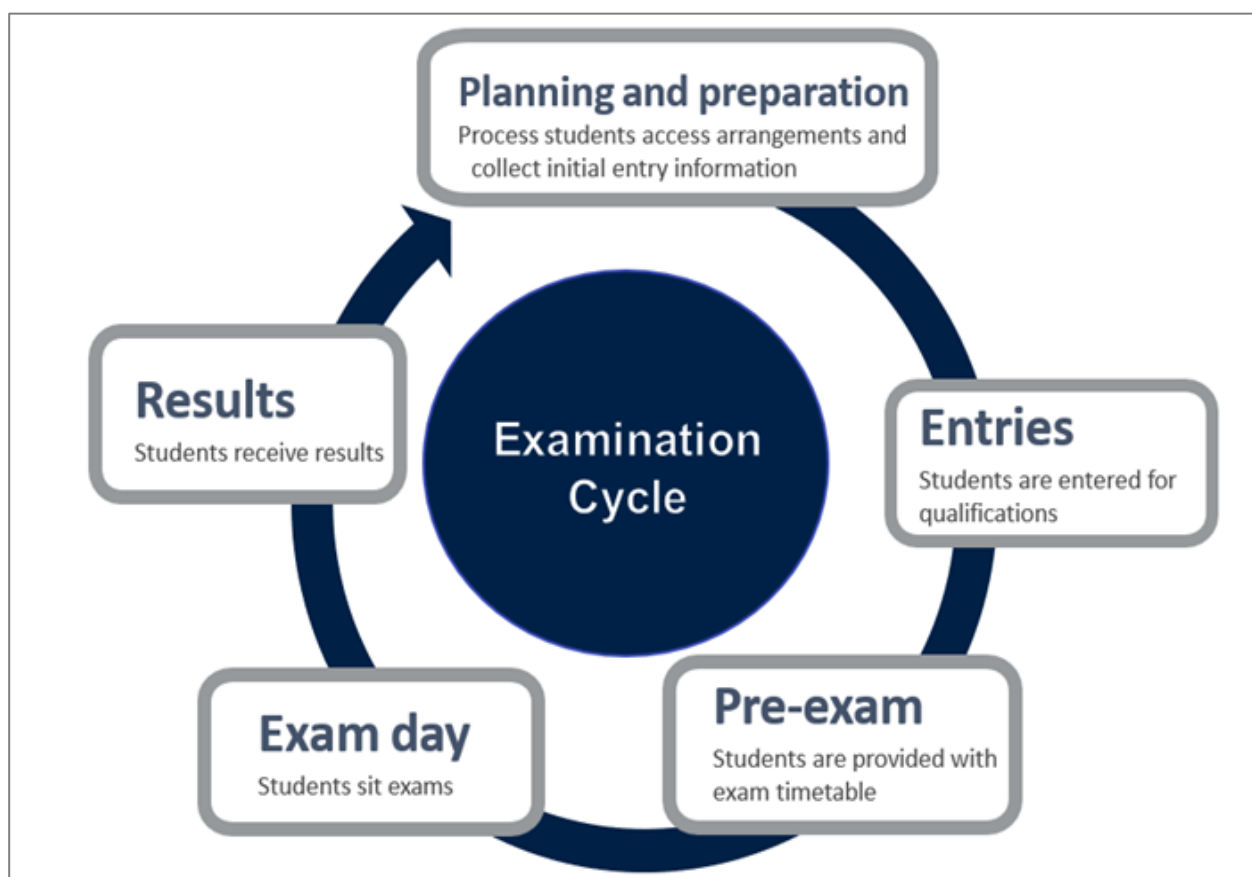 Planning and preparation
Process students access arrangements and
collect initial entry information
Entries
Students are entered for
qualifications
Pre-exam
Students are provided with
exam timetable
Exam day
Students sit exams
Results
Students receive results
Examination
Cycle